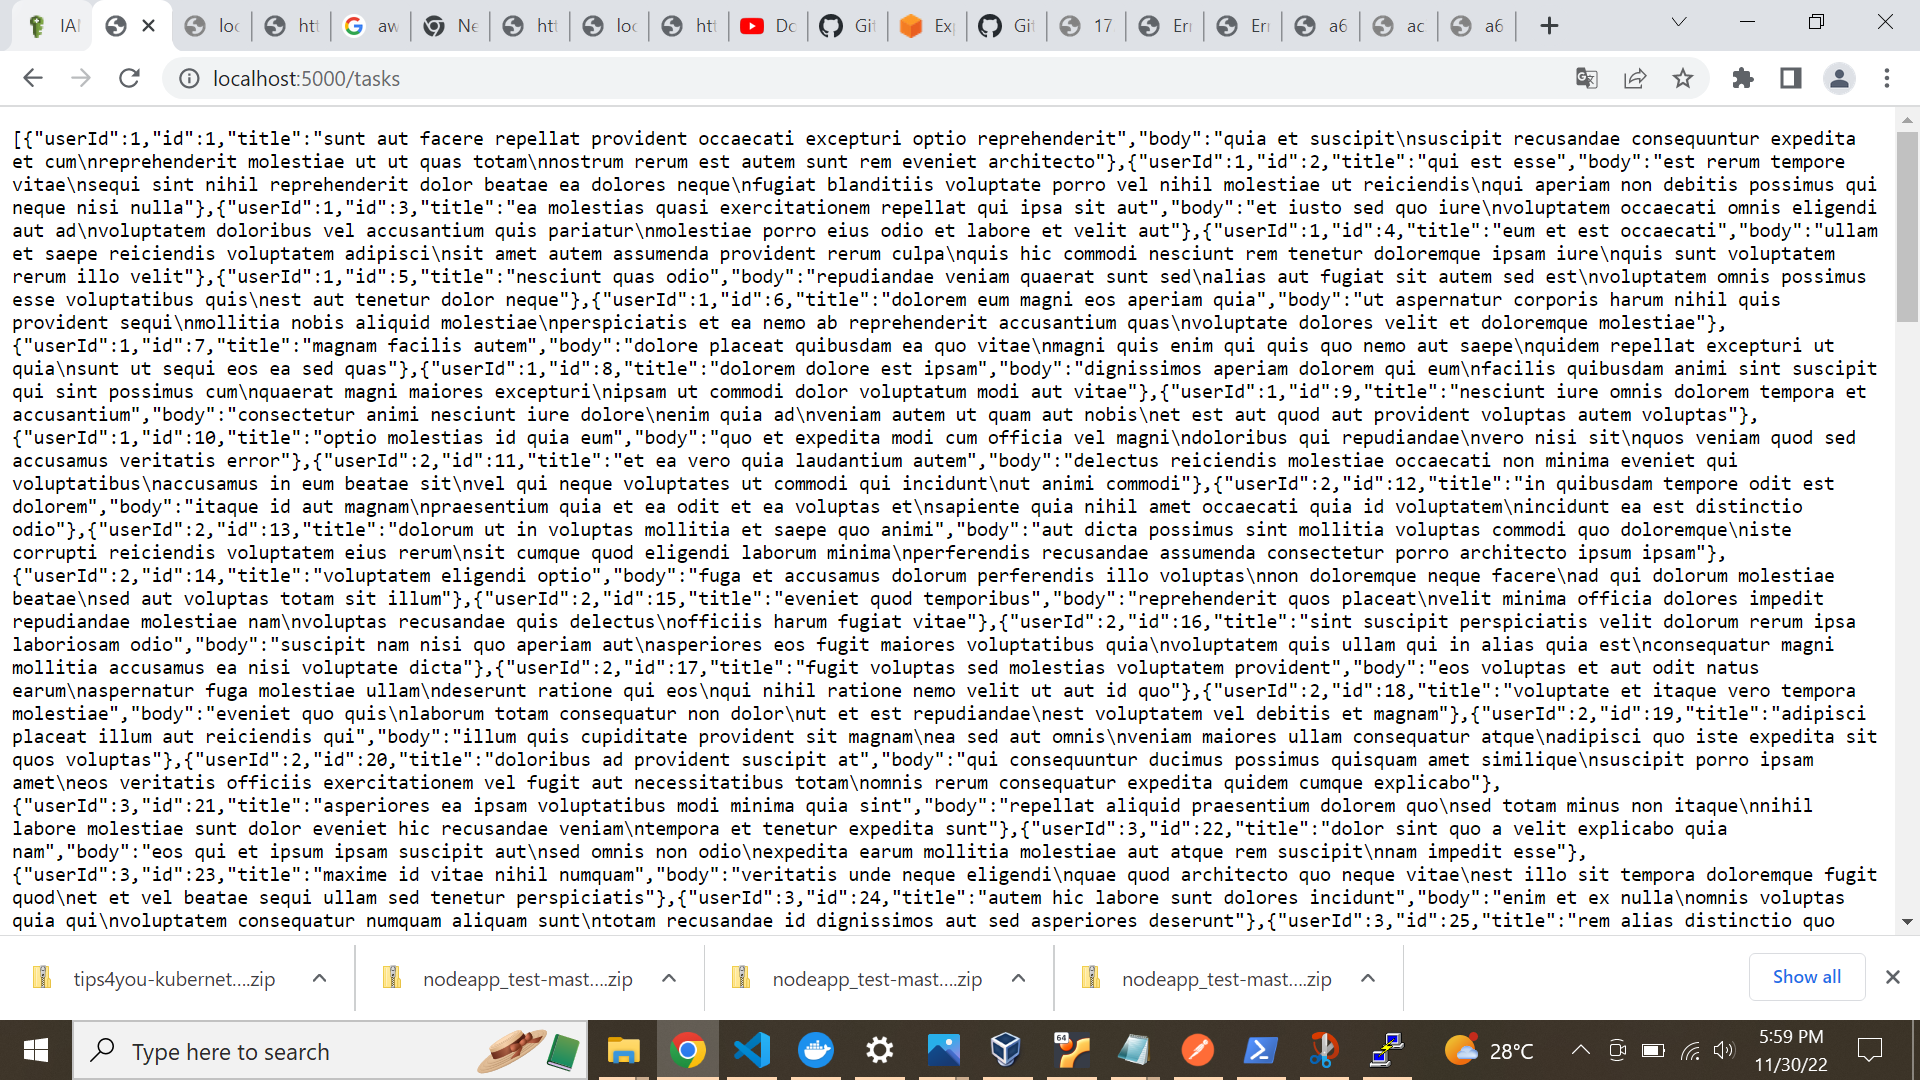 IAM
loc
htt
aw
Ne
htt
loc
htt
Do
Git
Exp
Git
17.
Err
Err
a6
ac
a6
localhost:5000/tasks
[{"userId":1,"id":1,"title":"sunt aut facere repellat provident occaecati excepturi optio reprehenderit","body":"quia et suscipit\nsuscipit recusandae consequuntur expedita
et cum\nreprehenderit molestiae ut ut quas totam\nnostrum rerum est autem sunt rem eveniet architecto"},{"userId":1,"id":2,"title":"qui est esse","body":"est rerum tempore
vitae\nsequi sint nihil reprehenderit dolor beatae ea dolores neque\nfugiat blanditiis voluptate porro vel nihil molestiae ut reiciendis\nqui aperiam non debitis possimus qui
neque nisi nulla"},{"userId":1,"id":3,"title":"ea molestias quasi exercitationem repellat qui ipsa sit aut","body":"et iusto sed quo iure\nvoluptatem occaecati omnis eligendi
aut ad\nvoluptatem doloribus vel accusantium quis pariatur\nmolestiae porro eius odio et labore et velit aut"},{"userId":1,"id":4,"title":"eum et est occaecati","body":"ullam
et saepe reiciendis voluptatem adipisci\nsit amet autem assumenda provident rerum culpa\nquis hic commodi nesciunt rem tenetur doloremque ipsam iure\nquis sunt voluptatem
rerum illo velit"},{"userId":1,"id":5,"title":"nesciunt quas odio","body":"repudiandae veniam quaerat sunt sed\nalias aut fugiat sit autem sed est\nvoluptatem omnis possimus
esse voluptatibus quis\nest aut tenetur dolor neque"},{"userId":1,"id":6,"title":"dolorem eum magni eos aperiam quia","body":"ut aspernatur corporis harum nihil quis
provident sequi\nmollitia nobis aliquid molestiae\nperspiciatis et ea nemo ab reprehenderit accusantium quas\nvoluptate dolores velit et doloremque molestiae"},
{"userId":1,"id":7,"title":"magnam facilis autem","body":"dolore placeat quibusdam ea quo vitae\nmagni quis enim qui quis quo nemo aut saepe\nquidem repellat excepturi ut
quia\nsunt ut sequi eos ea sed quas"},{"userId":1,"id":8,"title":"dolorem dolore est ipsam","body":"dignissimos aperiam dolorem qui eum\nfacilis quibusdam animi sint suscipit
qui sint possimus cum\nquaerat magni maiores excepturi\nipsam ut commodi dolor voluptatum modi aut vitae"},{"userId":1,"id":9,"title":"nesciunt iure omnis dolorem tempora et
accusantium","body":"consectetur animi nesciunt iure dolore\nenim quia ad\nveniam autem ut quam aut nobis\net est aut quod aut provident voluptas autem voluptas"},
{"userId":1,"id":10,"title":"optio molestias id quia eum","body":"quo et expedita modi cum officia vel magni\ndoloribus qui repudiandae\nvero nisi sit\nquos veniam quod sed
accusamus veritatis error"},{"userId":2,"id":11,"title":"et ea vero quia laudantium autem","body":"delectus reiciendis molestiae occaecati non minima eveniet qui
voluptatibus\naccusamus in eum beatae sit\nvel qui neque voluptates ut commodi qui incidunt\nut animi commodi"},{"userId":2,"id":12,"title":"in quibusdam tempore odit est
dolorem","body":"itaque id aut magnam\npraesentium quia et ea odit et ea voluptas et\nsapiente quia nihil amet occaecati quia id voluptatem\nincidunt ea est distinctio
odio"},{"userId":2,"id":13,"title":"dolorum ut in voluptas mollitia et saepe quo animi","body":"aut dicta possimus sint mollitia voluptas commodi quo doloremque\niste
corrupti reiciendis voluptatem eius rerum\nsit cumque quod eligendi laborum minima\nperferendis recusandae assumenda consectetur porro architecto ipsum ipsam"},
{"userId":2,"id":14,"title":"voluptatem eligendi optio","body":"fuga et accusamus dolorum perferendis illo voluptas\nnon doloremque neque facere\nad qui dolorum molestiae
beatae\nsed aut voluptas totam sit illum"},{"userId":2,"id":15,"title":"eveniet quod temporibus","body":"reprehenderit quos placeat\nvelit minima officia dolores impedit
repudiandae molestiae nam\nvoluptas recusandae quis delectus\nofficiis harum fugiat vitae"},{"userId":2,"id":16,"title":"sint suscipit perspiciatis velit dolorum rerum ipsa
laboriosam odio","body":"suscipit nam nisi quo aperiam aut\nasperiores eos fugit maiores voluptatibus quia\nvoluptatem quis ullam qui in alias quia est\nconsequatur magni
mollitia accusamus ea nisi voluptate dicta"},{"userId":2,"id":17,"title":"fugit voluptas sed molestias voluptatem provident","body":"eos voluptas et aut odit natus
earum\naspernatur fuga molestiae ullam\ndeserunt ratione qui eos\nqui nihil ratione nemo velit ut aut id quo"},{"userId":2,"id":18,"title":"voluptate et itaque vero tempora
molestiae","body":"eveniet quo quis\nlaborum totam consequatur non dolor\nut et est repudiandae\nest voluptatem vel debitis et magnam"},{"userId":2,"id":19,"title":"adipisci
placeat illum aut reiciendis qui","body":"illum quis cupiditate provident sit magnam\nea sed aut omnis\nveniam maiores ullam consequatur atque\nadipisci quo iste expedita sit
quos voluptas"},{"userId":2,"id":20,"title":"doloribus ad provident suscipit at","body":"qui consequuntur ducimus possimus quisquam amet similique\nsuscipit porro ipsam
amet\neos veritatis officiis exercitationem vel fugit aut necessitatibus totam\nomnis rerum consequatur expedita quidem cumque explicabo"},
{"userId":3,"id":21,"title":"asperiores ea ipsam voluptatibus modi minima quia sint","body":"repellat aliquid praesentium dolorem quo\nsed totam minus non itaque\nnihil
labore molestiae sunt dolor eveniet hic recusandae veniam\ntempora et tenetur expedita sunt"},{"userId":3,"id":22,"title":"dolor sint quo a velit explicabo quia
nam","body":"eos qui et ipsum ipsam suscipit aut\nsed omnis non odio\nexpedita earum mollitia molestiae aut atque rem suscipit\nnam impedit esse"},
{"userId":3,"id":23,"title":"maxime id vitae nihil numquam","body":"veritatis unde neque eligendi\nquae quod architecto quo neque vitae\nest illo sit tempora doloremque fugit
quod\net et vel beatae sequi ullam sed tenetur perspiciatis"},{"userId":3,"id":24,"title":"autem hic labore sunt dolores incidunt","body":"enim et ex nulla\nomnis voluptas
quia qui\nvoluptatem consequatur numquam aliquam sunt\ntotam recusandae id dignissimos aut sed asperiores deserunt"},{"userId":3,"id":25,"title":"rem alias distinctio quo
tips4you-kubernet....zip
nodeapp_test-mast....zip
nodeapp_test-mast....zip
nodeapp_test-mast....zip
Show all
Type here to search
64
28°C
5:59 PM
11/30/22